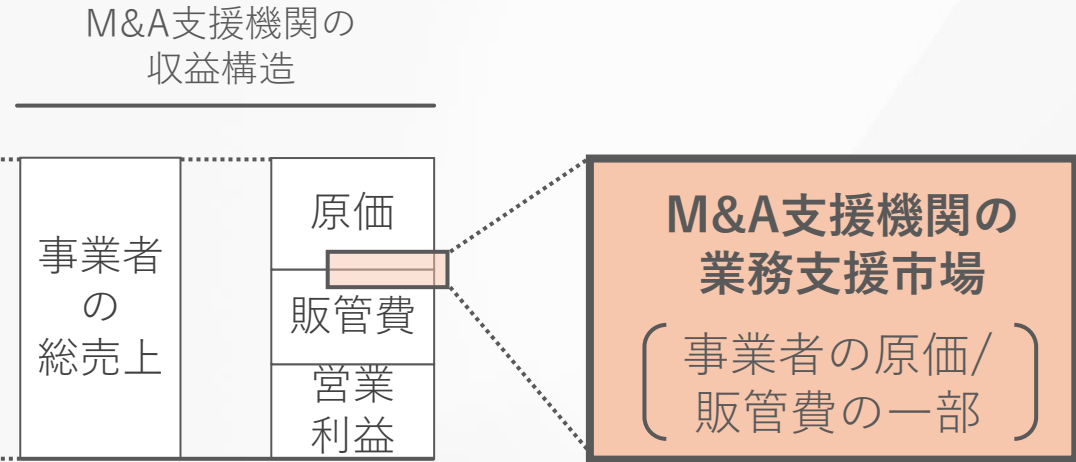 M&A支援機関の
収益構造
事業者
の
総売上
原価
販管費
営業
利益
M&A支援機関の
業務支援市場
事業者の原価/
販管費の一部